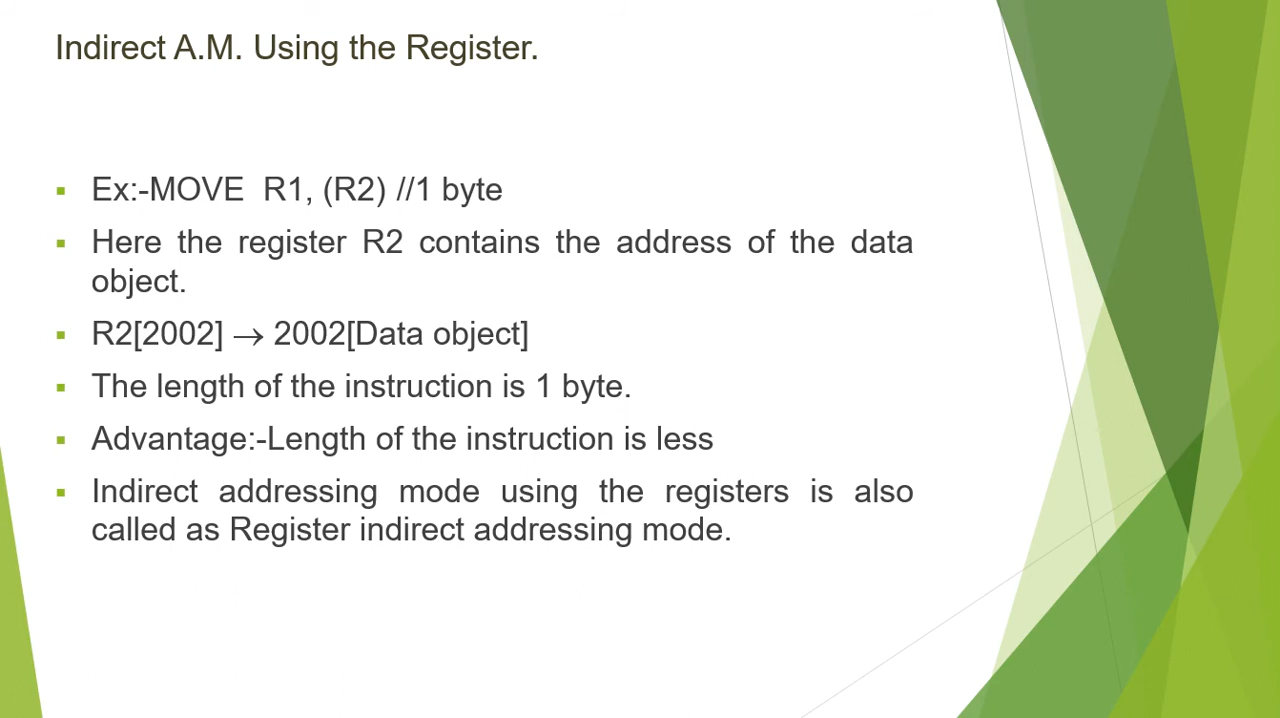 Indirect A.M. Using the Register.
Ex:-MOVE R1, (R2) //1 byte
Here the register R2 contains the address of the data
object.
R2[2002] → 2002[Data object]
The length of the instruction is 1 byte.
Advantage:-Length of the instruction is less
Indirect addressing mode using the registers is also
called as Register indirect addressing mode.